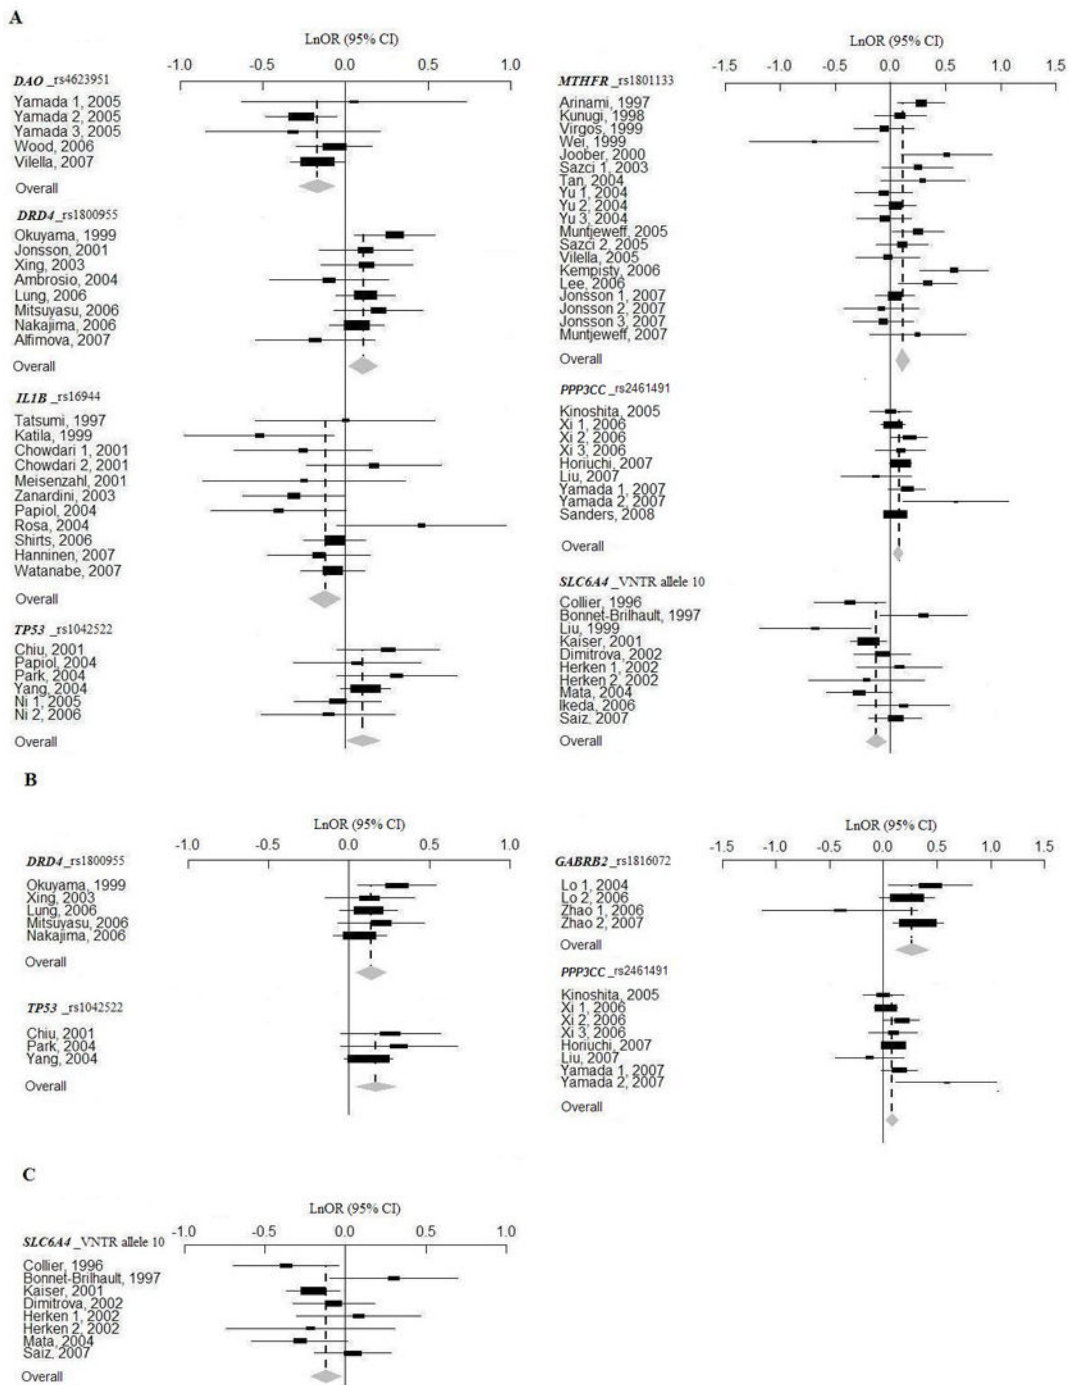 A
LnOR (95% CI)
-1.0 -0.5 0.0 0.5 1.0
DAO _rs4623951
Yamada 1, 2005
Yamada 2, 2005
Yamada 3, 2005
Wood, 2006
Vilella, 2007
Overall
DRD4_rs1800955
Okuyama, 1999
Jonsson, 2001
Xing, 2003
Ambrosio, 2004
Lung, 2006
Mitsuyasu, 2006
Nakajima, 2006
Alfimova, 2007
Overall
IL1B _rs16944
Tatsumi, 1997
Katila, 1999
Chowdari 1, 2001
Chowdari 2, 2001
Meisenzahl, 2001
Zanardini, 2003
Papiol, 2004
Rosa, 2004
Shirts, 2006
Hanninen, 2007
Watanabe, 2007
Overall
TP53 _rs1042522
Chiu, 2001
Papiol, 2004
Park, 2004
Yang, 2004
Ni 1, 2005
Ni 2, 2006
Overall
LnOR (95% CI)
-1.5 -1.0 -0.5 0.0 0.5 1.0 1.5
MTHFR _rs1801133
Arinami, 1997
Kunugi, 1998
Virgos, 1999
Wei, 1999
Joober, 2000
Sazci 1, 2003
Tan, 2004
Yu 1, 2004
Yu 2, 2004
Yu 3, 2004
Muntjeweff, 2005
Sazci 2, 2005
Vilella, 2005
Kempisty, 2006
Lee, 2006
Jonsson 1, 2007
Jonsson 2, 2007
Jonsson 3, 2007
Muntjeweff, 2007
Overall
PPP3CC _rs2461491
Kinoshita, 2005
Xi 1, 2006
Xi 2, 2006
Xi 3, 2006
Horiuchi, 2007
Liu, 2007
Yamada 1, 2007
Yamada 2, 2007
Sanders, 2008
Overall
SLC6A4 _VNTR allele 10
Collier, 1996
Bonnet-Brilhault, 1997
Liu, 1999
Kaiser, 2001
Dimitrova, 2002
Herken 1, 2002
Herken 2, 2002
Mata, 2004
Ikeda, 2006
Saiz, 2007
Overall
B
LnOR (95% CI)
-1.0 -0.5 0.0 0.5 1.0
DRD4_rs1800955
Okuyama, 1999
Xing, 2003
Lung, 2006
Mitsuyasu, 2006
Nakajima, 2006
Overall
TP53 _rs1042522
Chiu, 2001
Park, 2004
Yang, 2004
Overall
LnOR (95% CI)
-1.5 -1.0 -0.5 0.0 0.5 1.0 1.5
GABRB2_rs1816072
Lo 1, 2004
Lo 2, 2006
Zhao 1, 2006
Zhao 2, 2007
Overall
PPP3CC _rs2461491
Kinoshita, 2005
Xi 1, 2006
Xi 2, 2006
Xi 3, 2006
Horiuchi, 2007
Liu, 2007
Yamada 1, 2007
Yamada 2, 2007
Overall
C
LnOR (95% CI)
-1.0 -0.5 0.0 0.5 1.0
SLC6A4 _VNTR allele 10
Collier, 1996
Bonnet-Brilhault, 1997
Kaiser, 2001
Dimitrova, 2002
Herken 1, 2002
Herken 2, 2002
Mata, 2004
Saiz, 2007
Overall